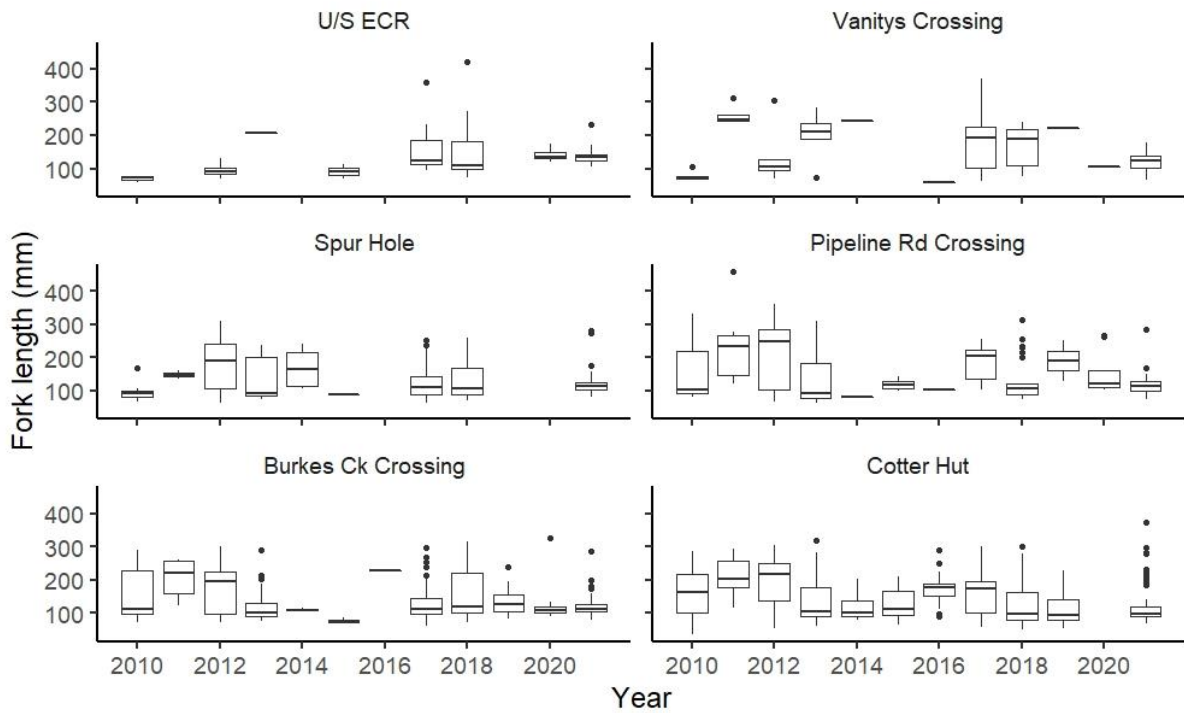 U/S ECR
Vanitys Crossing
400
300
200
100
Spur Hole
Pipeline Rd Crossing
Fork length (mm)
400
300
200
100
Burkes Ck Crossing
Cotter Hut
400
300
200
100
2010 2012 2014 2016 2018 2020
2010 2012 2014 2016 2018 2020
Year